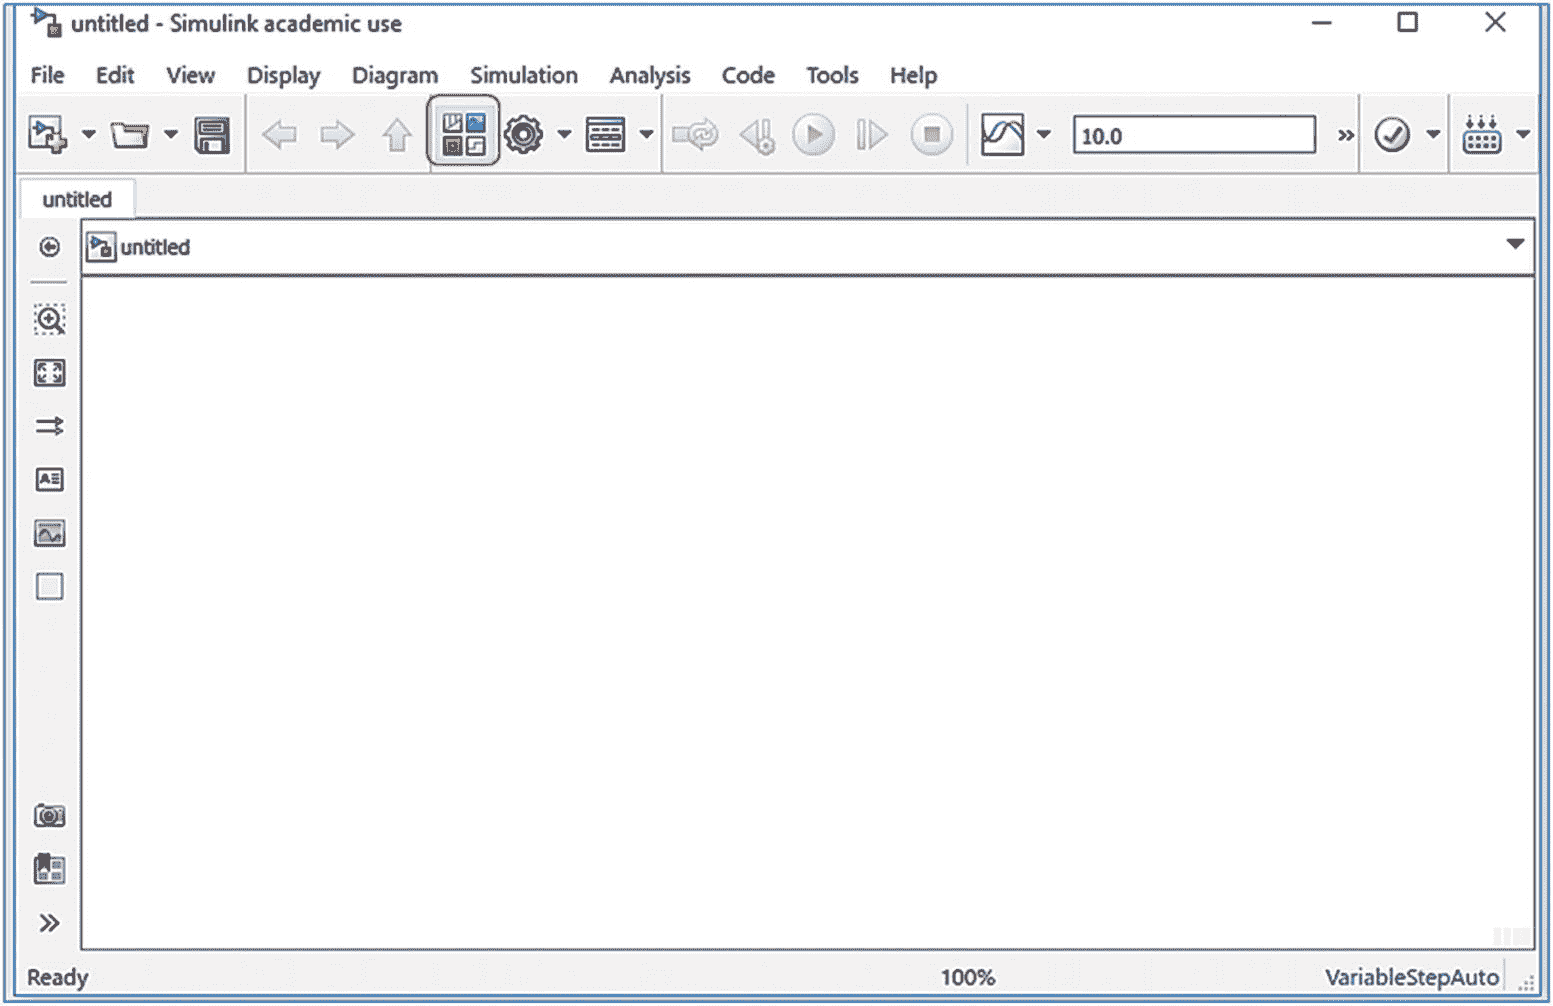 untitled - Simulink academic use
File Edit View Display Diagram Simulation Analysis Code Tools Help
10.0
untitled
untitled
Ready 100% VariableStepAuto